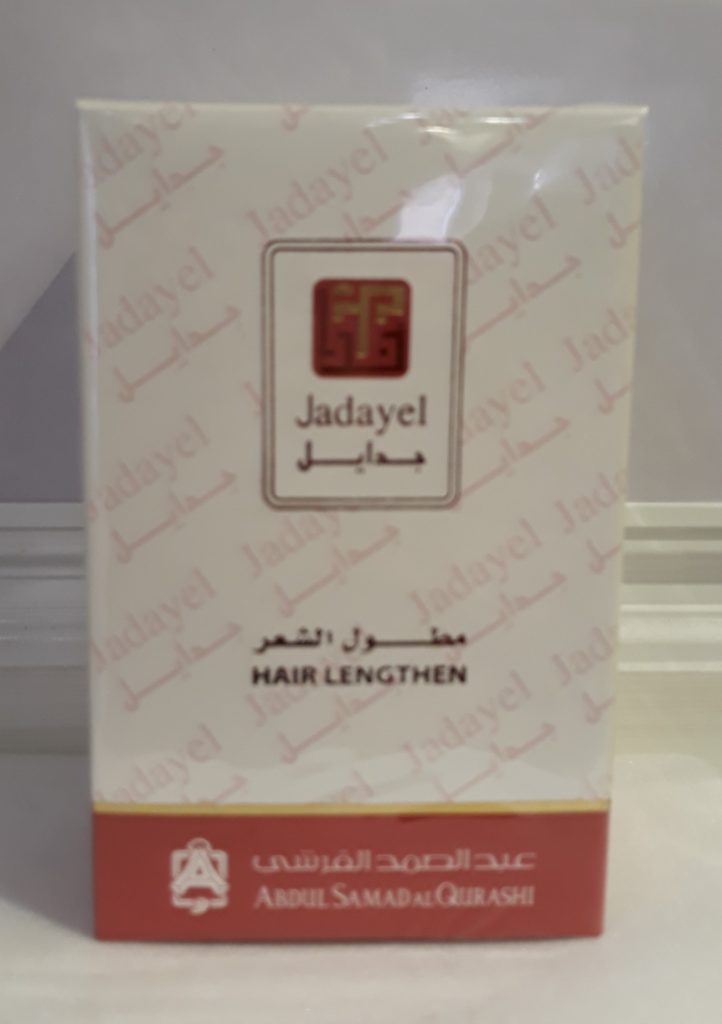 Jadayel
جدايل
مطول الشعر
HAIR LENGTHEN
عبد الصمد القرشي
ABDUL SAMAD AL QURASHI